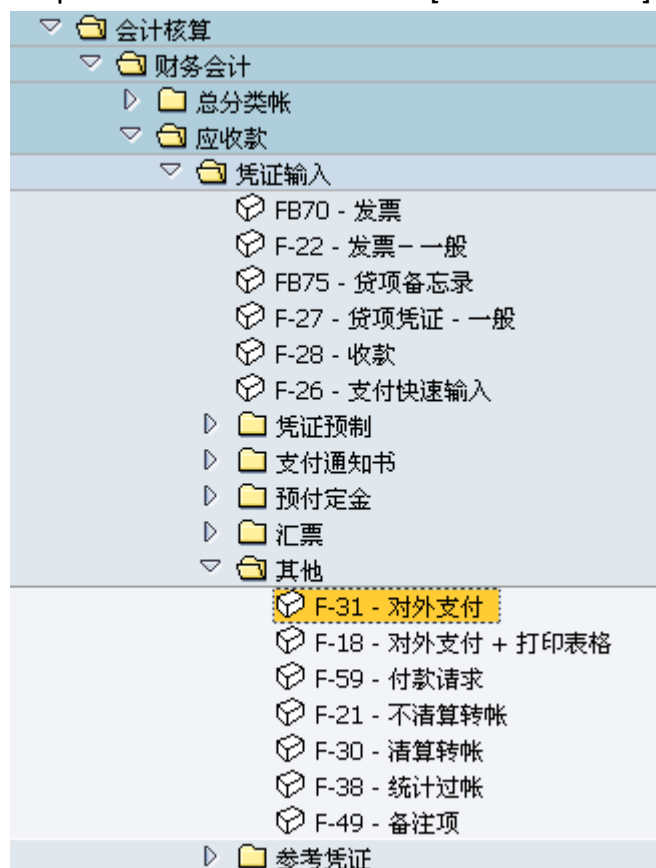 会计核算
财务会计
总分类帐
应收款
凭证输入
FB70 - 发票
F-22 - 发票－一般
FB75 - 贷项备忘录
F-27 - 贷项凭证 - 一般
F-28 - 收款
F-26 - 支付快速输入
凭证预制
支付通知书
预付定金
汇票
其他
F-31 - 对外支付
F-18 - 对外支付 + 打印表格
F-59 - 付款请求
F-21 - 不清算转帐
F-30 - 清算转帐
F-38 - 统计过帐
F-49 - 备注项
参考凭证